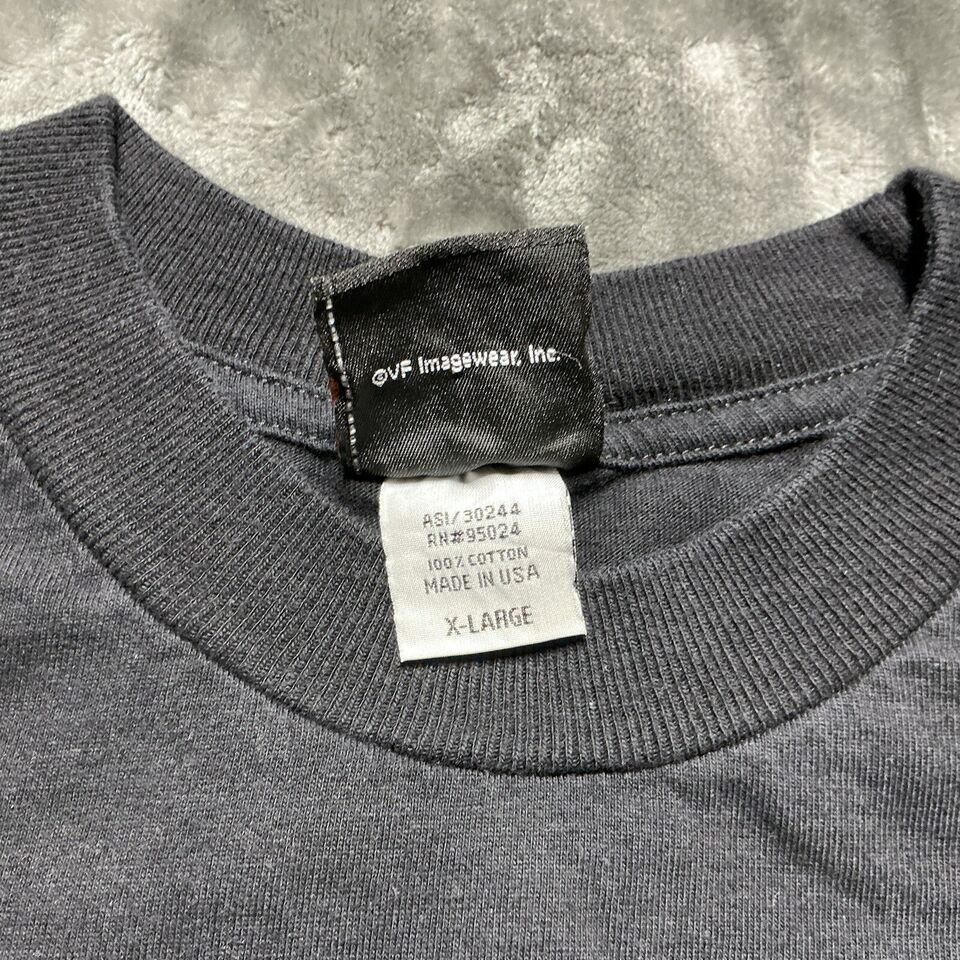 ©VF Imagewear, Inc.
ASI/30244
RN#95024
100% COTTON
MADE IN USA
X-LARGE